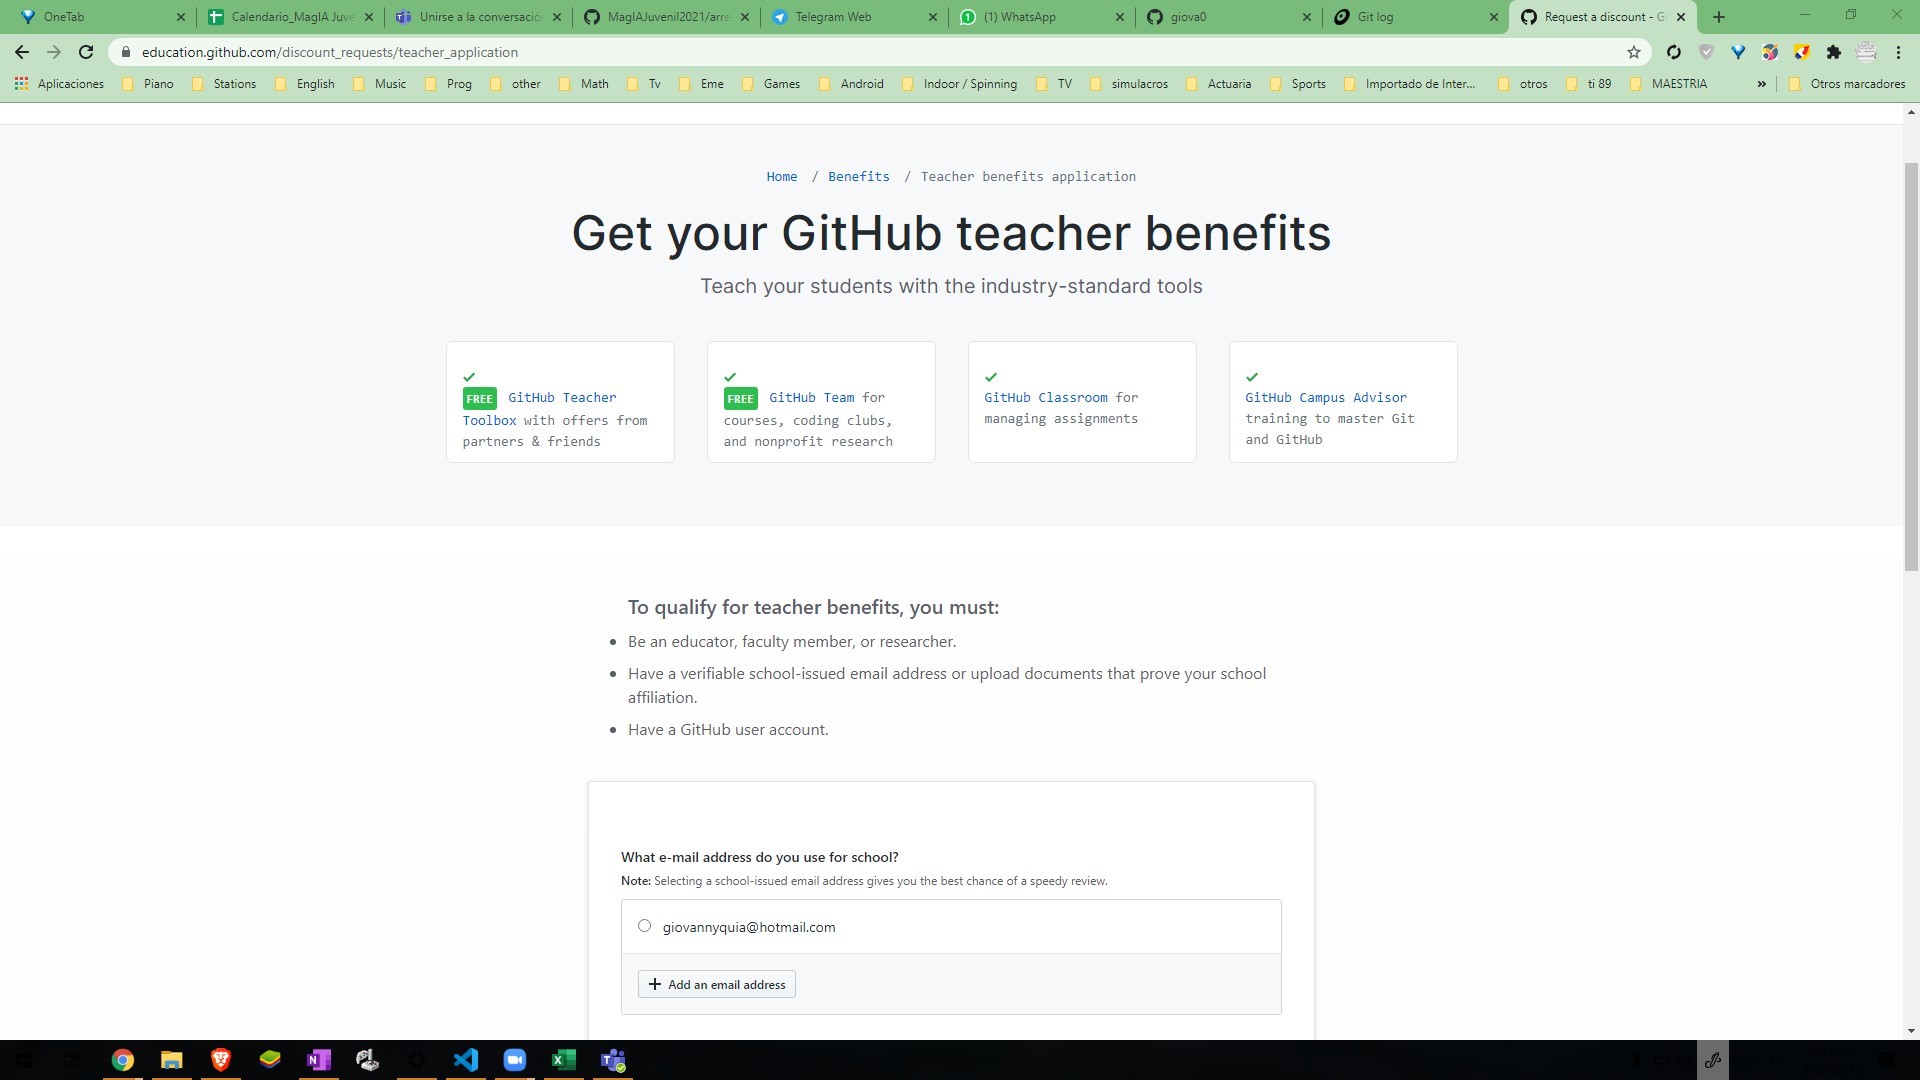 OneTab
Calendario_MagIA Juve
Unirse a la conversació
MagIAJuvenil2021/arre
Telegram Web
(1) WhatsApp
giova0
Git log
Request a discount - G
education.github.com/discount_requests/teacher_application
Aplicaciones
Piano
Stations
English
Music
Prog
other
Math
Tv
Eme
Games
Android
Indoor / Spinning
TV
simulacros
Actuaria
Sports
Importado de Inter...
otros
ti 89
MAESTRIA
»
Otros marcadores
Home / Benefits / Teacher benefits application
Get your GitHub teacher benefits
Teach your students with the industry-standard tools
FREE GitHub Teacher
Toolbox with offers from
partners & friends
FREE GitHub Team for
courses, coding clubs,
and nonprofit research
GitHub Classroom for
managing assignments
GitHub Campus Advisor
training to master Git
and GitHub
To qualify for teacher benefits, you must:
• Be an educator, faculty member, or researcher.
• Have a verifiable school-issued email address or upload documents that prove your school
affiliation.
• Have a GitHub user account.
What e-mail address do you use for school?
Note: Selecting a school-issued email address gives you the best chance of a speedy review.
giovannyquia@hotmail.com
Add an email address